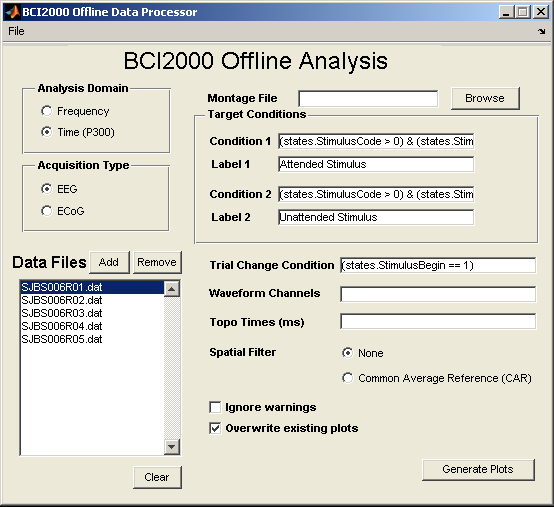 BCI2000 Offline Data Processor
File
BCI2000 Offline Analysis
Analysis Domain
Frequency
Time (P300)
Acquisition Type
EEG
ECoG
Data Files
Add
Remove
SJBS006R01.dat
SJBS006R02.dat
SJBS006R03.dat
SJBS006R04.dat
SJBS006R05.dat
Clear
Montage File
Browse
Target Conditions
Condition 1
(states.StimulusCode > 0) & (states.Stim
Label 1
Attended Stimulus
Condition 2
(states.StimulusCode > 0) & (states.Stim
Label 2
Unattended Stimulus
Trial Change Condition
(states.StimulusBegin == 1)
Waveform Channels
Topo Times (ms)
Spatial Filter
None
Common Average Reference (CAR)
Ignore warnings
Overwrite existing plots
Generate Plots